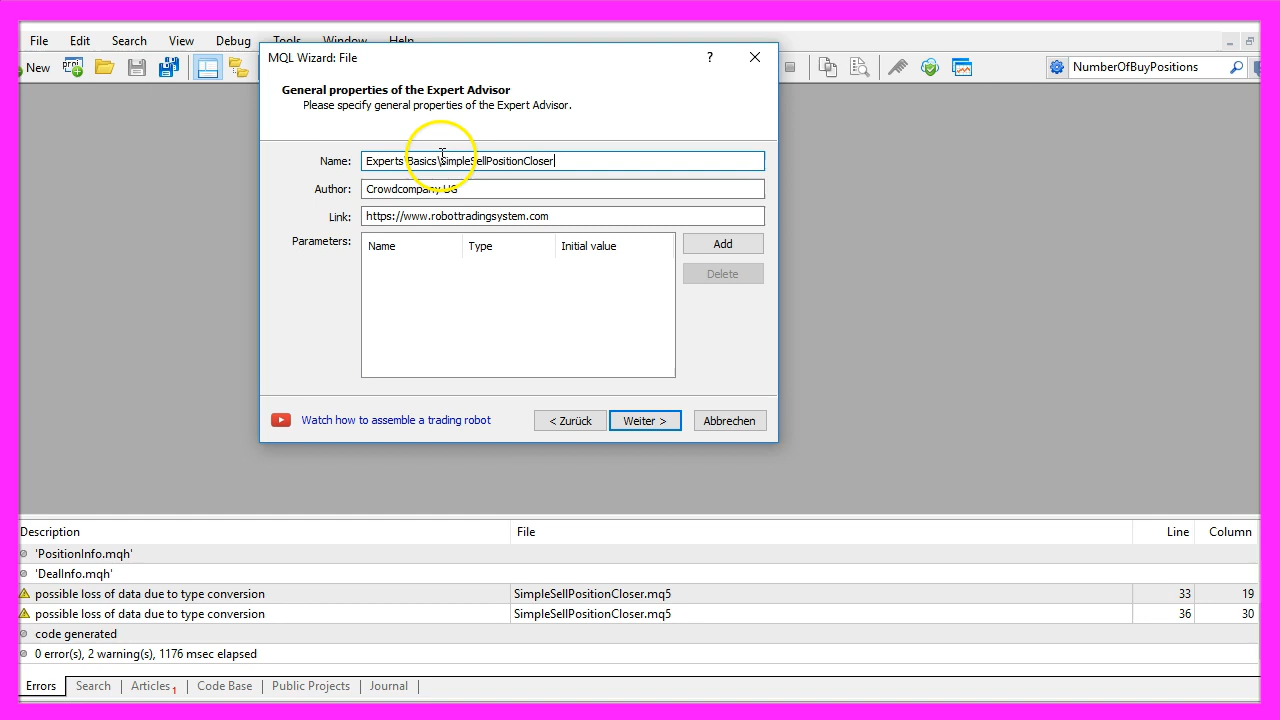 File Edit Search View Debug Tools Window Help
MQL Wizard: File ?
New NumberOfBuyPositions
General properties of the Expert Advisor
Please specify general properties of the Expert Advisor.
Name: Experts\Basics\SimpleSellPositionCloser
Author: Crowdcompany UG
Link: https://www.robottradingsystem.com
Parameters: Name Type Initial value Add
Delete
Watch how to assemble a trading robot < Zurück Weiter > Abbrechen
Description File Line Column
'PositionInfo.mqh'
'DealInfo.mqh'
possible loss of data due to type conversion SimpleSellPositionCloser.mq5 33 19
possible loss of data due to type conversion SimpleSellPositionCloser.mq5 36 30
code generated
0 error(s), 2 warning(s), 1176 msec elapsed
Errors Search Articles 1 Code Base Public Projects Journal